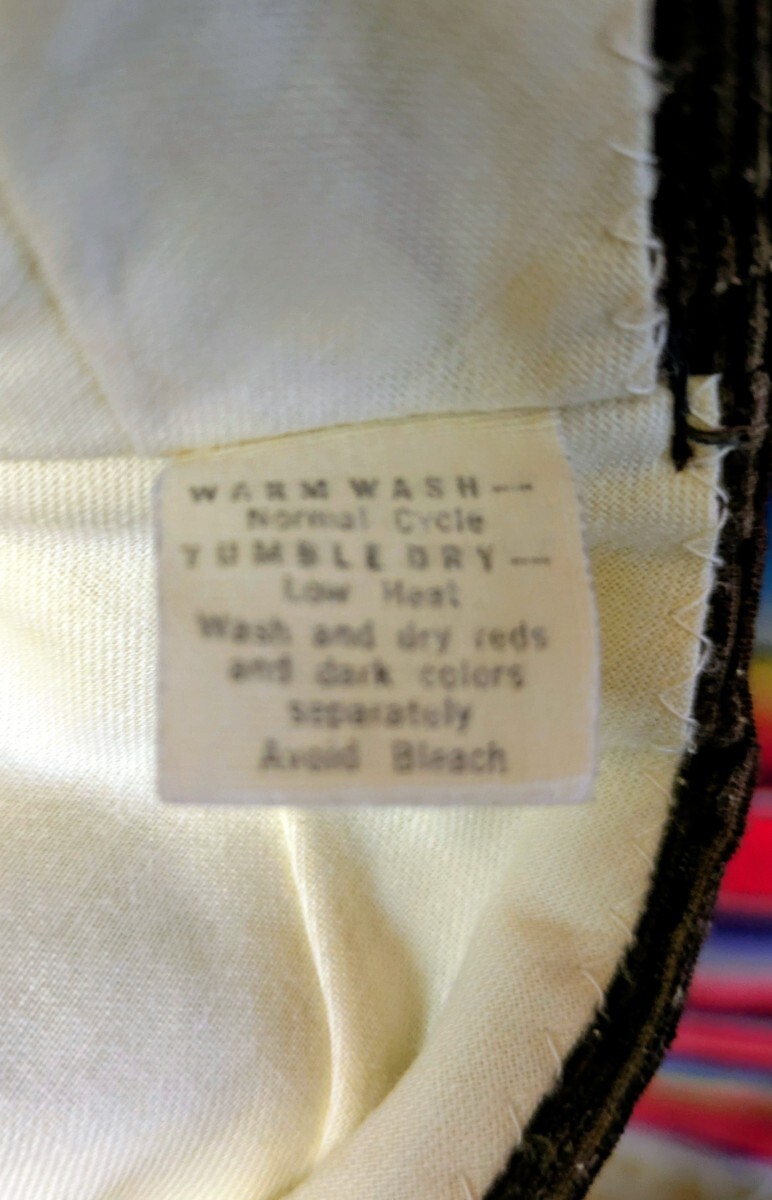 WARM WASH--
Normal Cycle
TUMBLE DRY--
Low Heat
Wash and dry reds
and dark colors
separately
Avoid Bleach